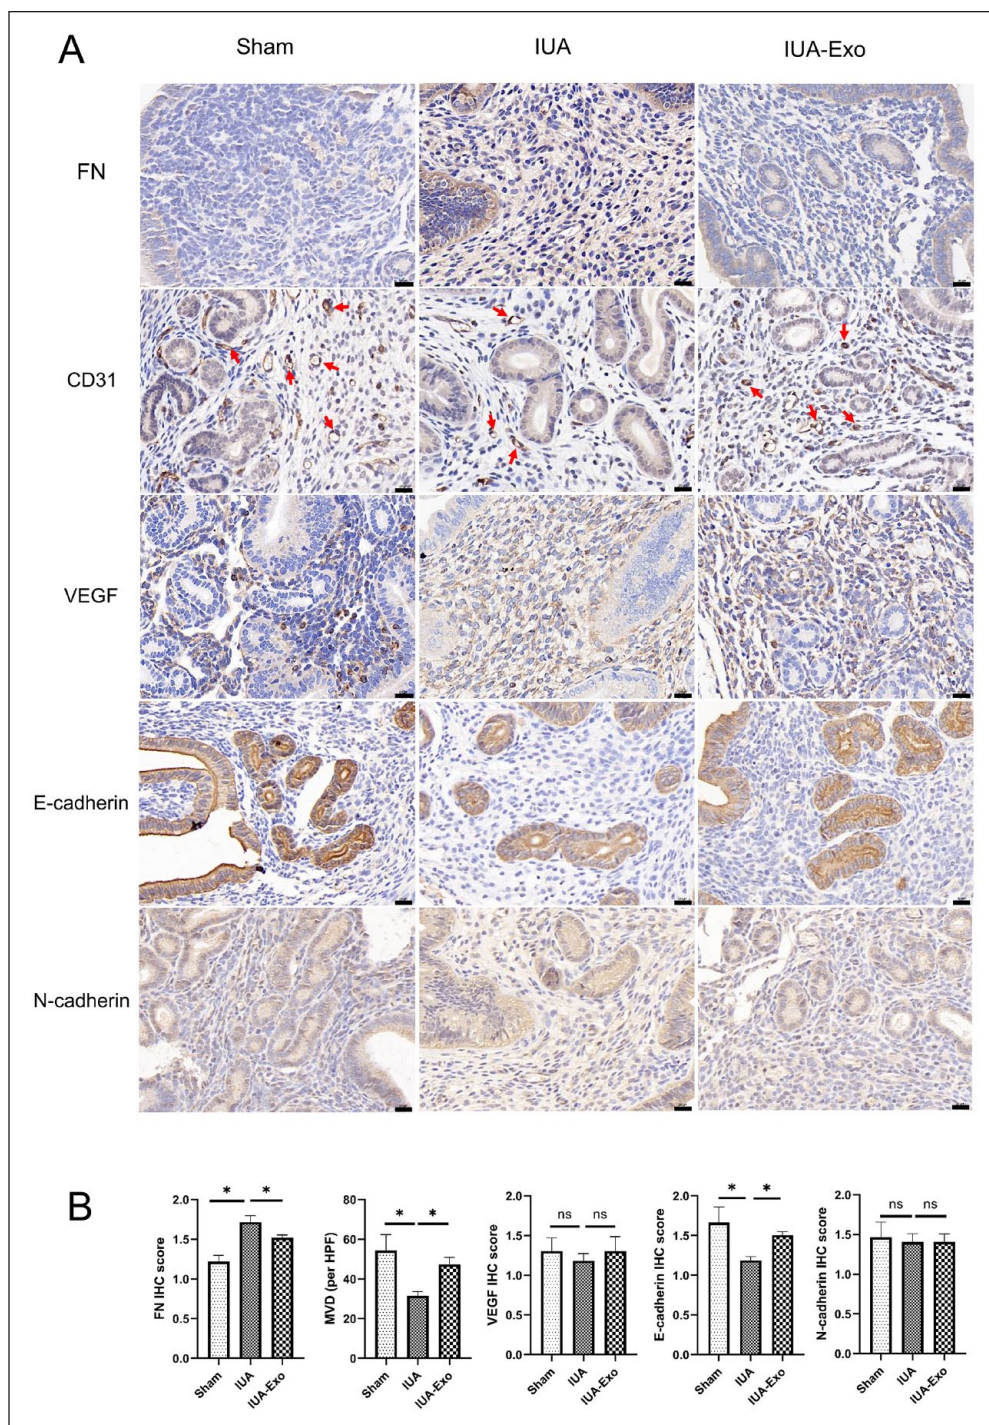 A
Sham IUA IUA-Exo
FN
CD31
VEGF
E-cadherin
N-cadherin
B
FN IHC score
2.0
1.5
1.0
0.5
0.0
* *
Sham
IUA
IUA-Exo
MVD (per HPF)
80
60
40
20
0
* *
Sham
IUA
IUA-Exo
VEGF IHC score
2.0
1.5
1.0
0.5
0.0
ns ns
Sham
IUA
IUA-Exo
E-cadherin IHC score
2.0
1.5
1.0
0.5
0.0
* *
Sham
IUA
IUA-Exo
N-cadherin IHC score
2.0
1.5
1.0
0.5
0.0
ns ns
Sham
IUA
IUA-Exo